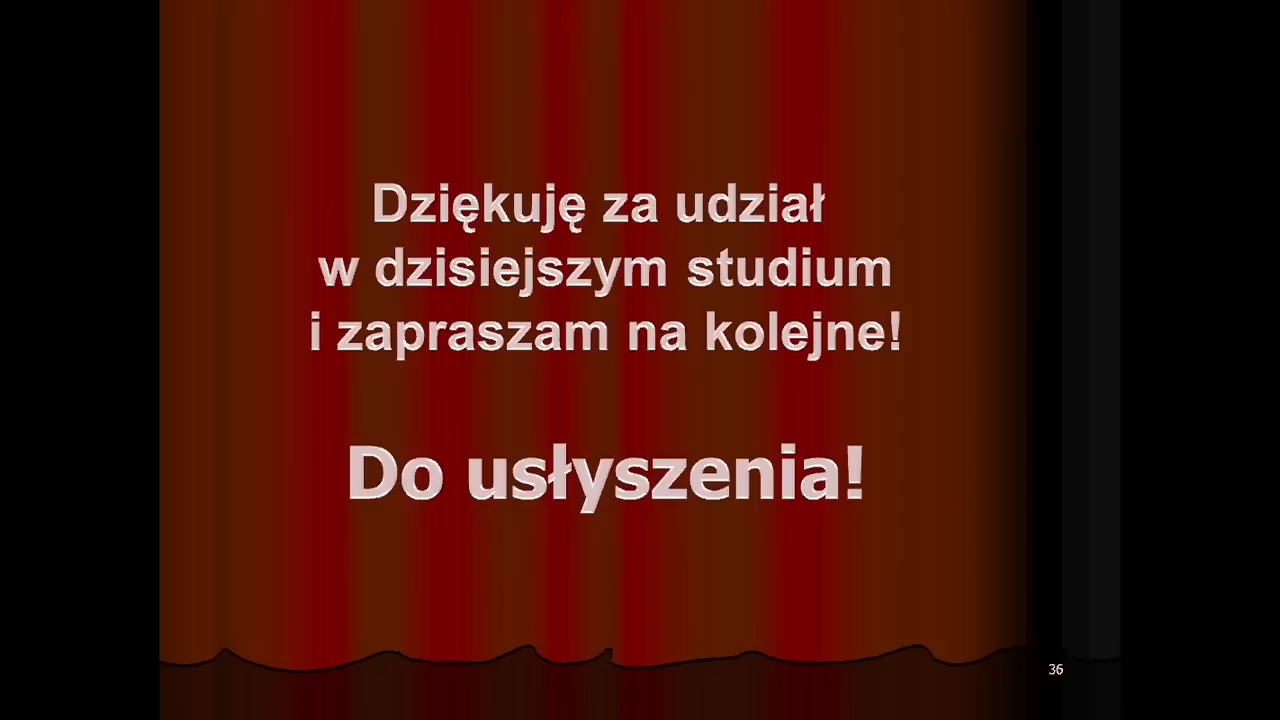 Dziękuję za udział
w dzisiejszym studium
i zapraszam na kolejne!
Do usłyszenia!
36